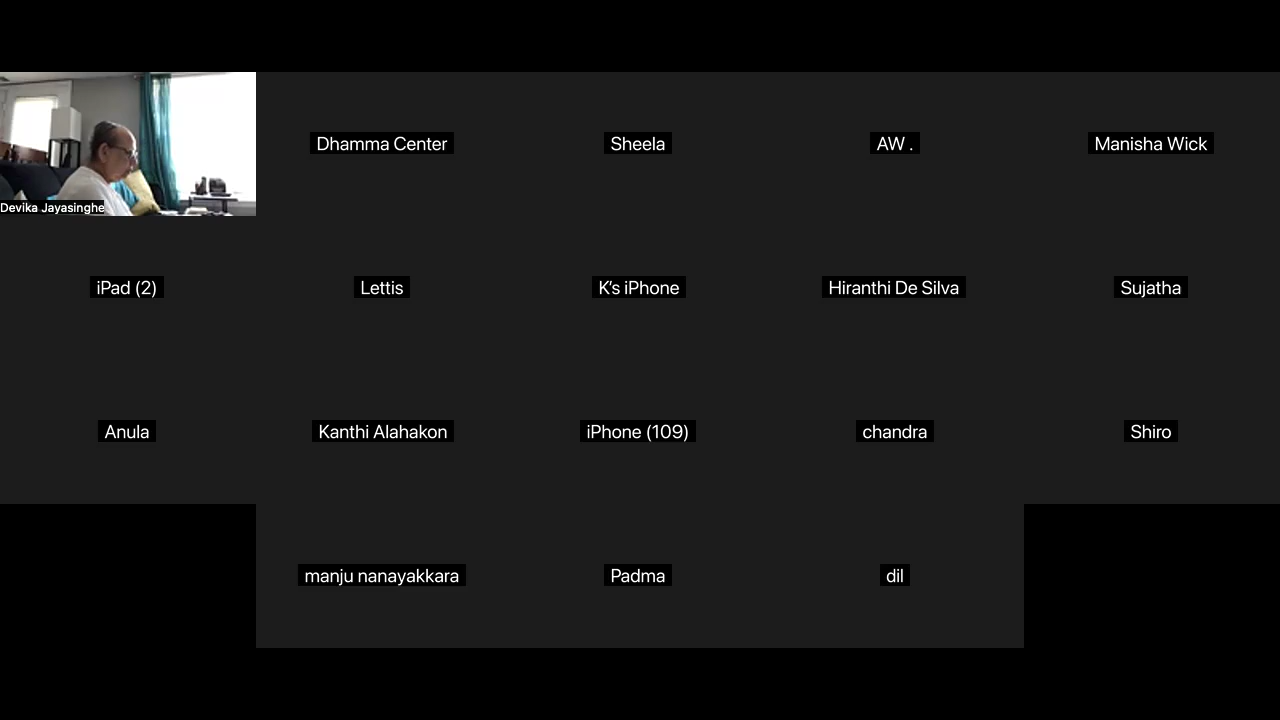 Devika Jayasinghe
Dhamma Center
Sheela
AW .
Manisha Wick
iPad (2)
Lettis
K's iPhone
Hiranthi De Silva
Sujatha
Anula
Kanthi Alahakon
iPhone (109)
chandra
Shiro
manju nanayakkara
Padma
dil